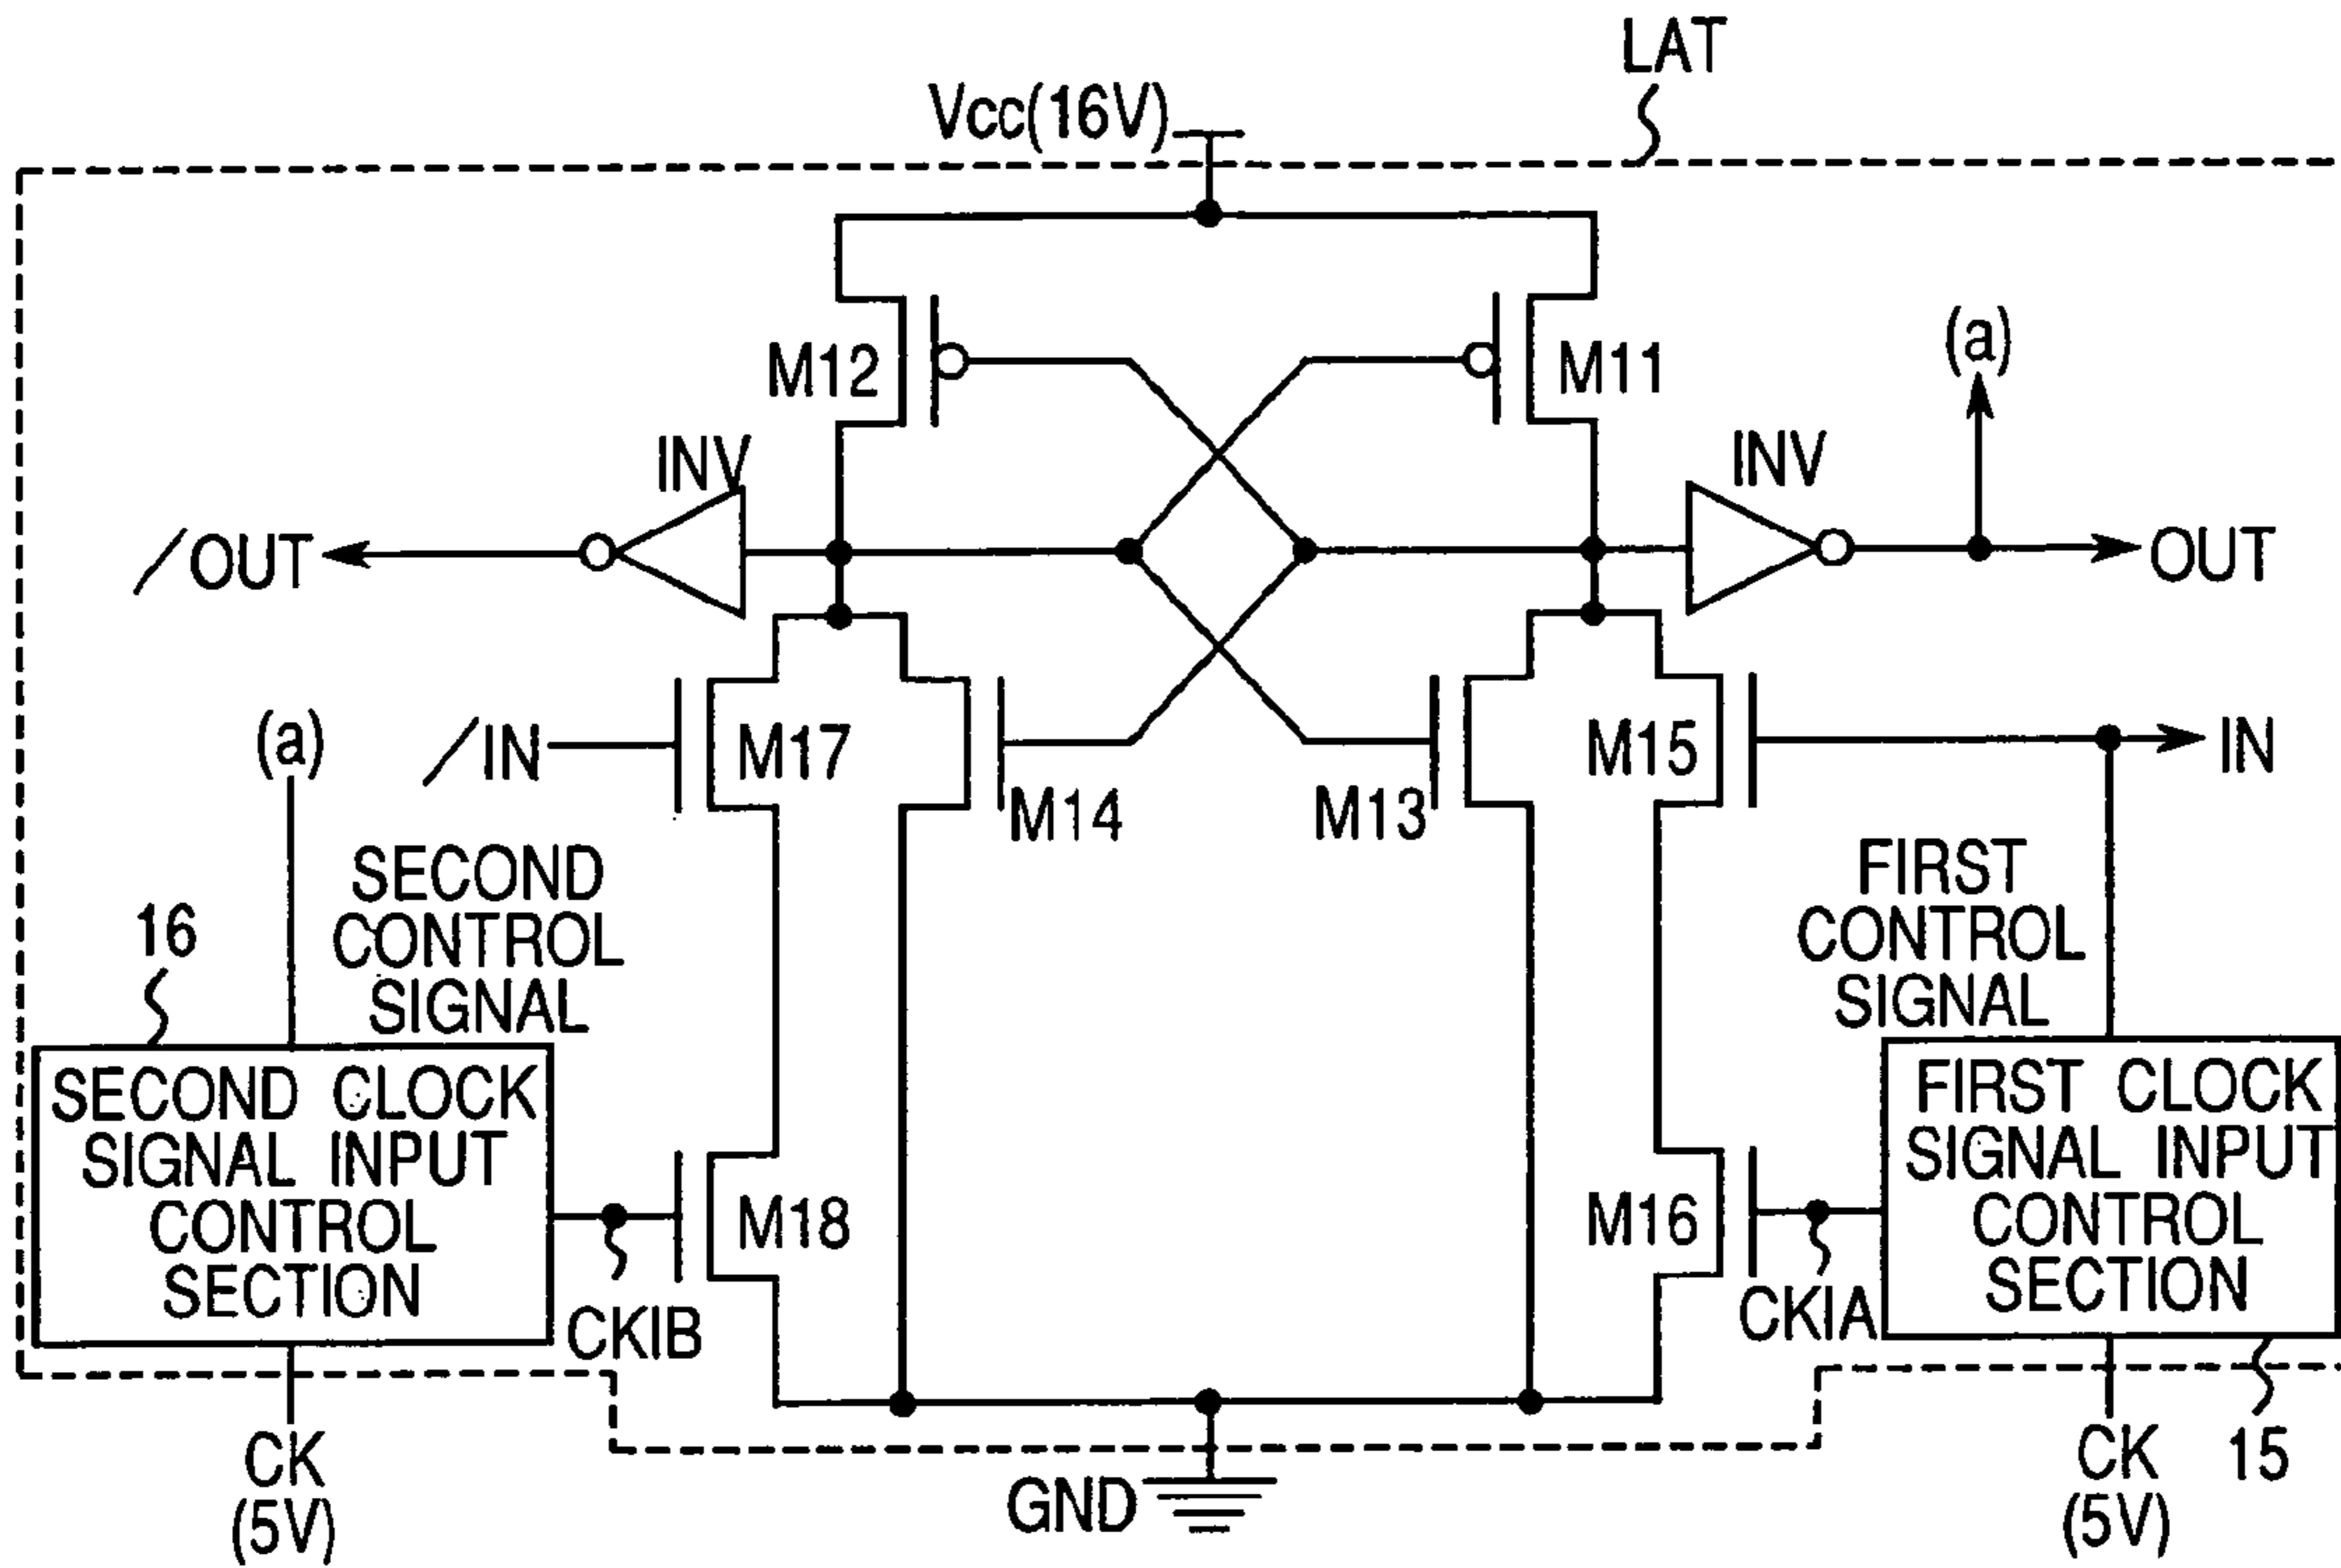 LAT
Vcc(16V)
M12
M11
(a)
INV
INV
/OUT
OUT
(a)
/IN
M17
M14
M13
M15
IN
SECOND
CONTROL
SIGNAL
FIRST
CONTROL
SIGNAL
16
SECOND CLOCK
SIGNAL INPUT
CONTROL
SECTION
M18
CKIB
M16
CKIA
FIRST CLOCK
SIGNAL INPUT
CONTROL
SECTION
CK
(5V)
GND
CK
(5V)
15